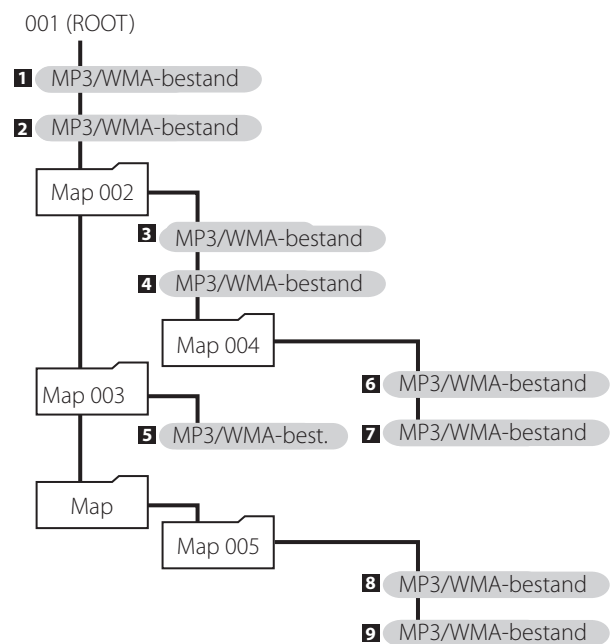 001 (ROOT)
1 MP3/WMA-bestand
2 MP3/WMA-bestand
Map 002
3 MP3/WMA-bestand
4 MP3/WMA-bestand
Map 004
6 MP3/WMA-bestand
Map 003
5 MP3/WMA-best.
7 MP3/WMA-bestand
Map
Map 005
8 MP3/WMA-bestand
9 MP3/WMA-bestand